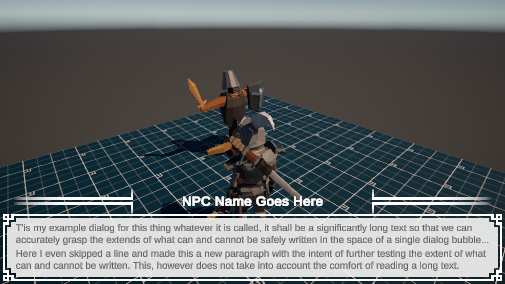 NPC Name Goes Here
T'is my example dialog for this thing whatever it is called, it shall be a significantly long text so that we can
accurately grasp the extends of what can and cannot be safely written in the space of a single dialog bubble...
Here I even skipped a line and made this a new paragraph with the intent of further testing the extent of what
can and cannot be written. This, however does not take into account the comfort of reading a long text.